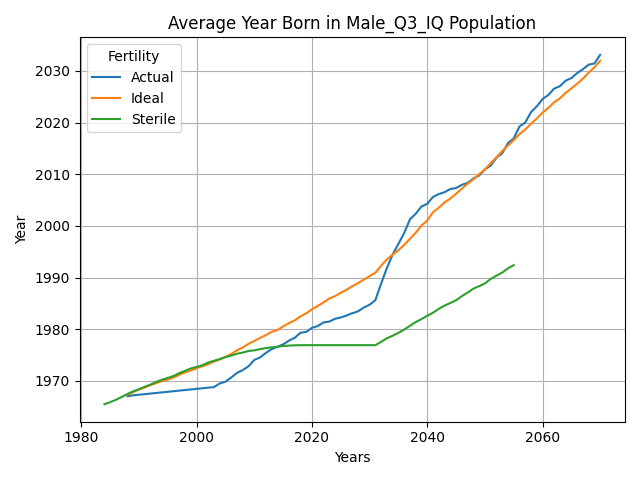 Average Year Born in Male_Q3_IQ Population
Fertility
Actual
Ideal
Sterile
2030
2020
2010
2000
1990
1980
1970
Year
1980
2000
2020
2040
2060
Years